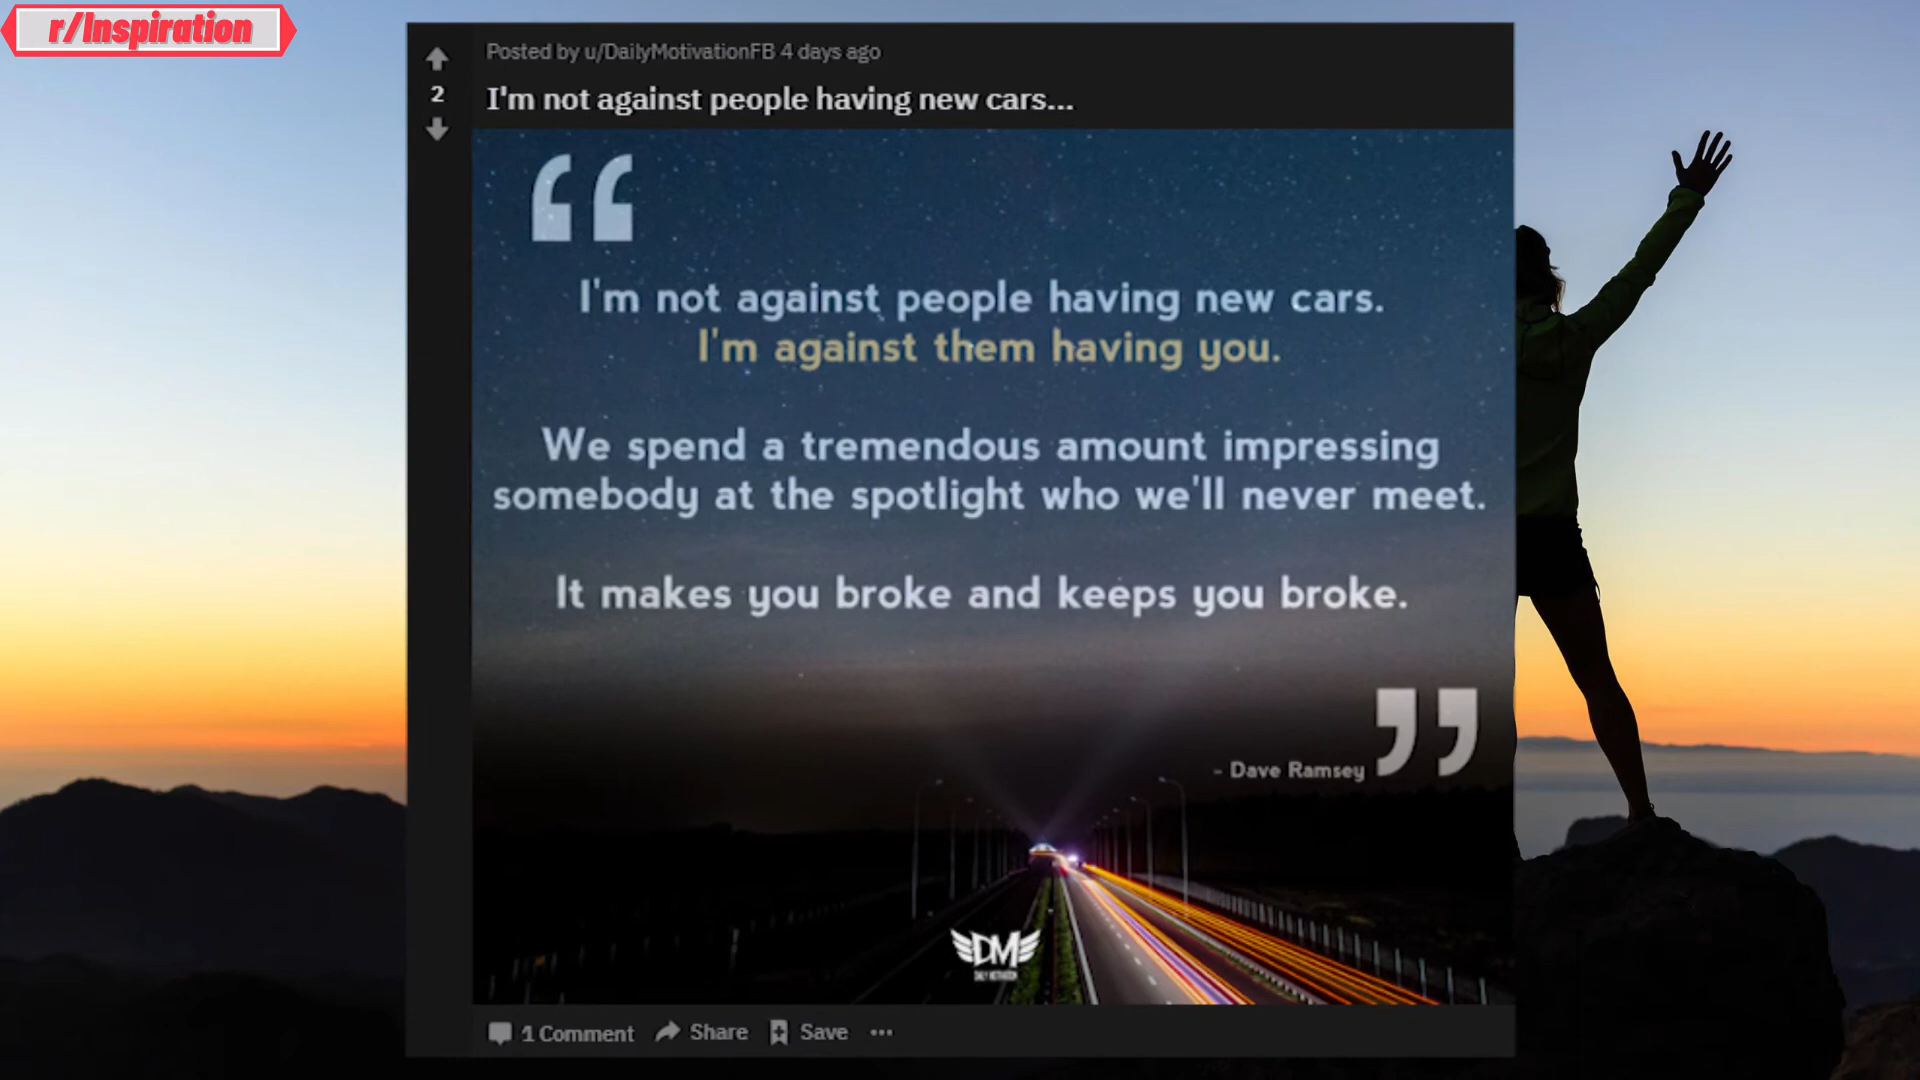 r/Inspiration
Posted by u/DailyMotivationFB 4 days ago
2
I'm not against people having new cars...
“
I'm not against people having new cars.
I'm against them having you.
We spend a tremendous amount impressing
somebody at the spotlight who we'll never meet.
It makes you broke and keeps you broke.
”
- Dave Ramsey
DM
DAILY MOTIVATION
1 Comment Share Save ...